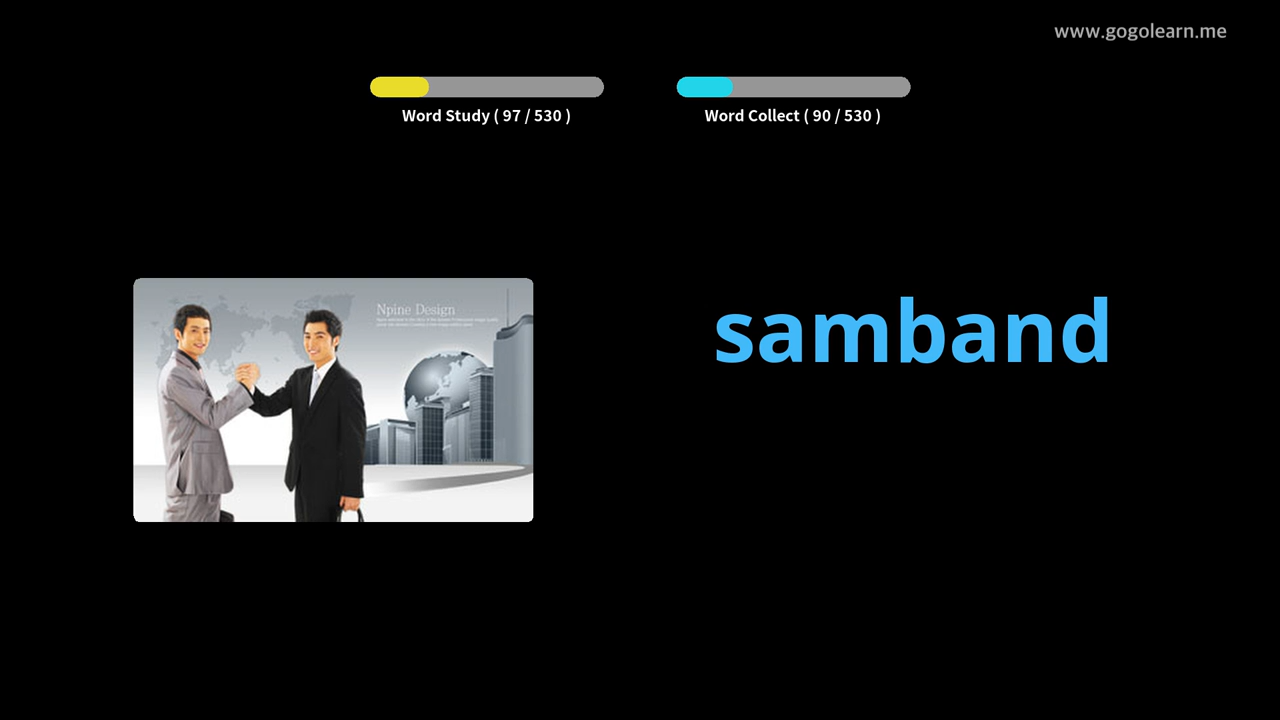 www.gogolearn.me
Word Study ( 97 / 530 )
Word Collect ( 90 / 530 )
Npine Design
samband